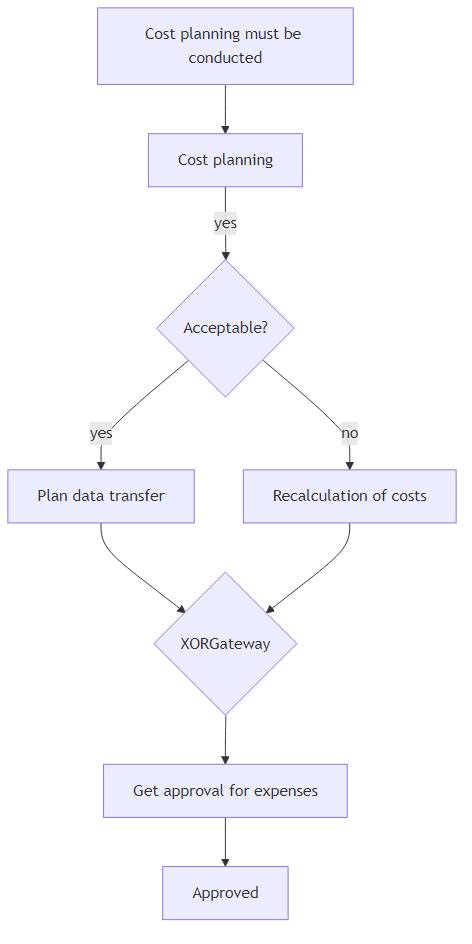 Cost planning must be
conducted
Cost planning
yes
Acceptable?
yes
no
Plan data transfer
Recalculation of costs
XORGateway
Get approval for expenses
Approved